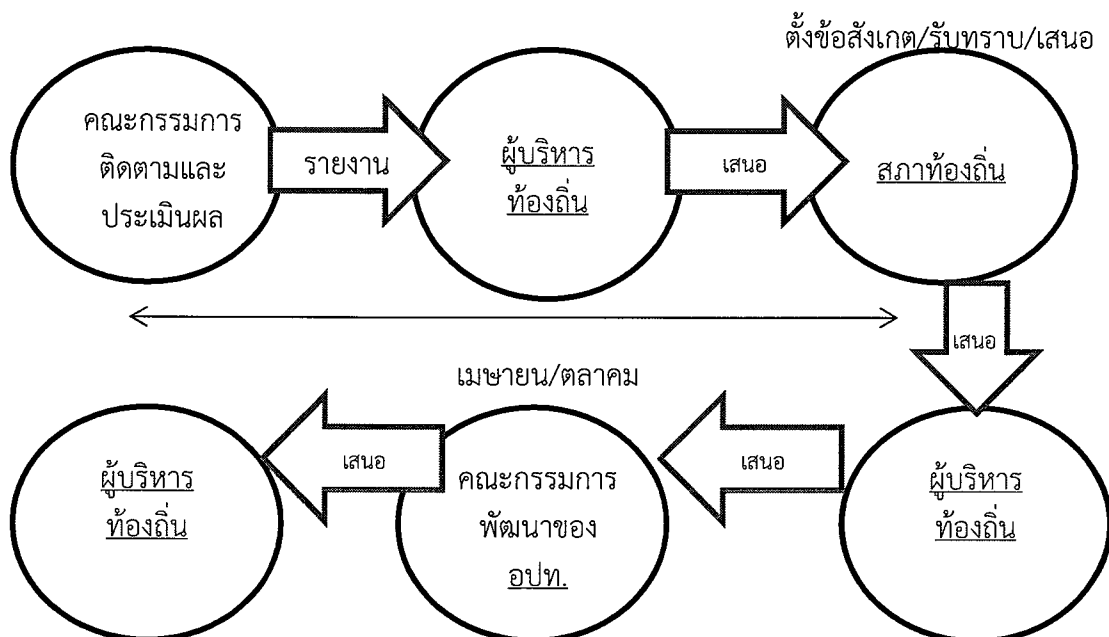 ตั้งข้อสังเกต/รับทราบ/เสนอ
คณะกรรมการ
ติดตามและ
ประเมินผล
รายงาน
ผู้บริหาร
ท้องถิ่น
เสนอ
สภาท้องถิ่น
เสนอ
เมษายน/ตลาคม
ผู้บริหาร
ท้องถิ่น
เสนอ
คณะกรรมการ
พัฒนาของ
อปท.
เสนอ
ผู้บริหาร
ท้องถิ่น